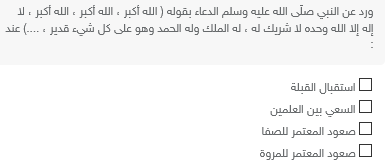 ورد عن النبي صلّى الله عليه وسلم الدعاء بقوله ( الله أكبر ، الله أكبر ، الله أكبر ، لا
إله إلا الله وحده لا شريك له ، له الملك وله الحمد وهو على كل شيء قدير ، ....) عند
:
استقبال القبلة
السعي بين العلمين
صعود المعتمر للصفا
صعود المعتمر للمروة